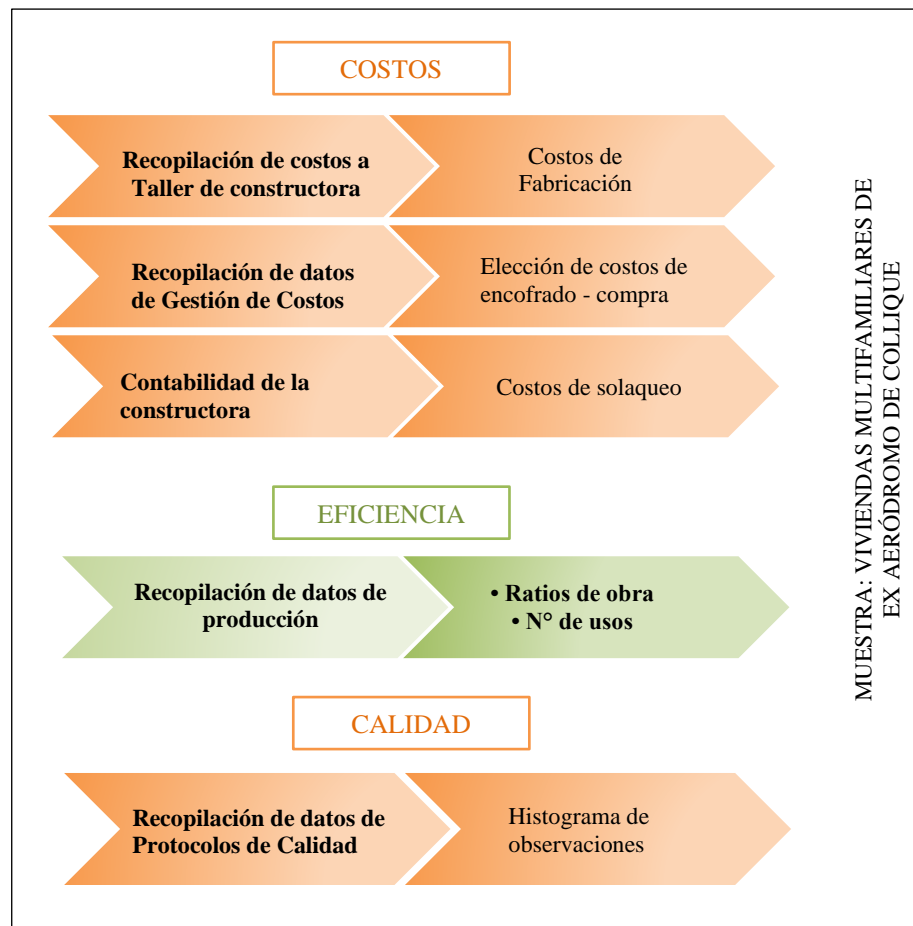 COSTOS
Recopilación de costos a
Taller de constructora
Costos de
Fabricación
Recopilación de datos
de Gestión de Costos
Elección de costos de
encofrado - compra
Contabilidad de la
constructora
Costos de solaqueo
EFICIENCIA
Recopilación de datos de
producción
• Ratios de obra
• N° de usos
CALIDAD
Recopilación de datos de
Protocolos de Calidad
Histograma de
observaciones
MUESTRA: VIVIENDAS MULTIFAMILIARES DE
EX AERÓDROMO DE COLLIQUE